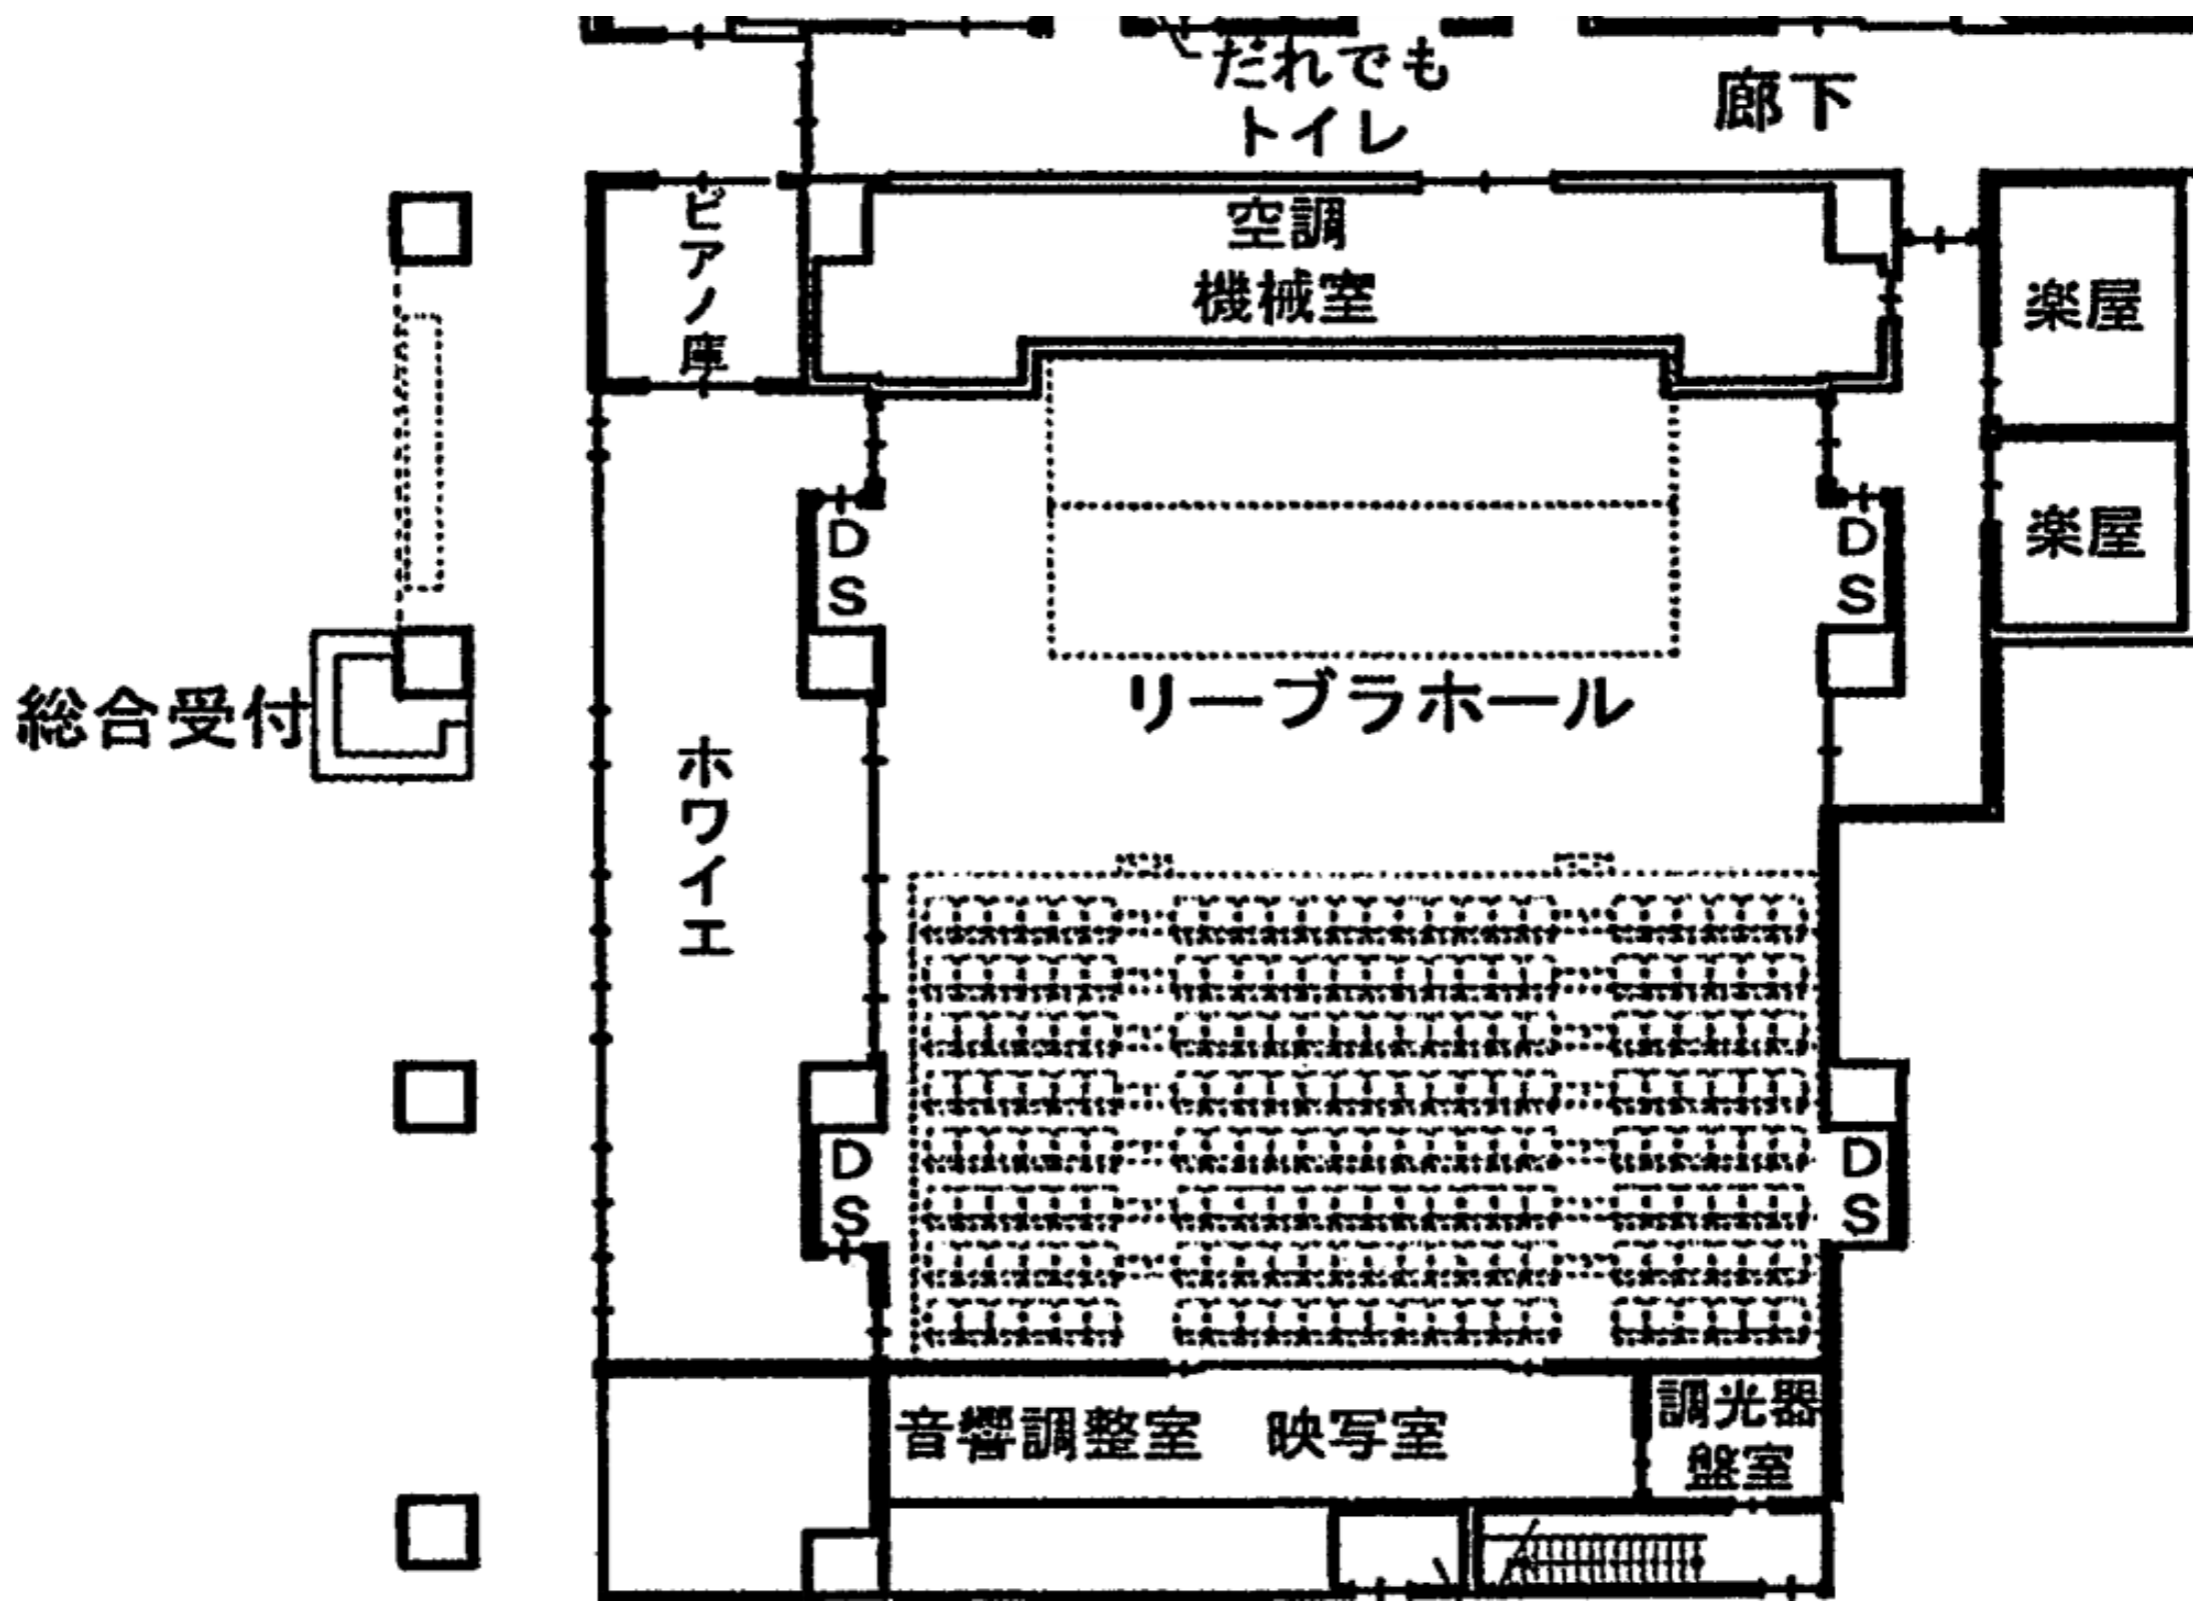 だれでも
トイレ
廊下
ピアノ庫
空調
機械室
楽屋
楽屋
DS
DS
総合受付
リーブラホール
ホワイエ
DS
DS
音響調整室 映写室
調光器
盤室